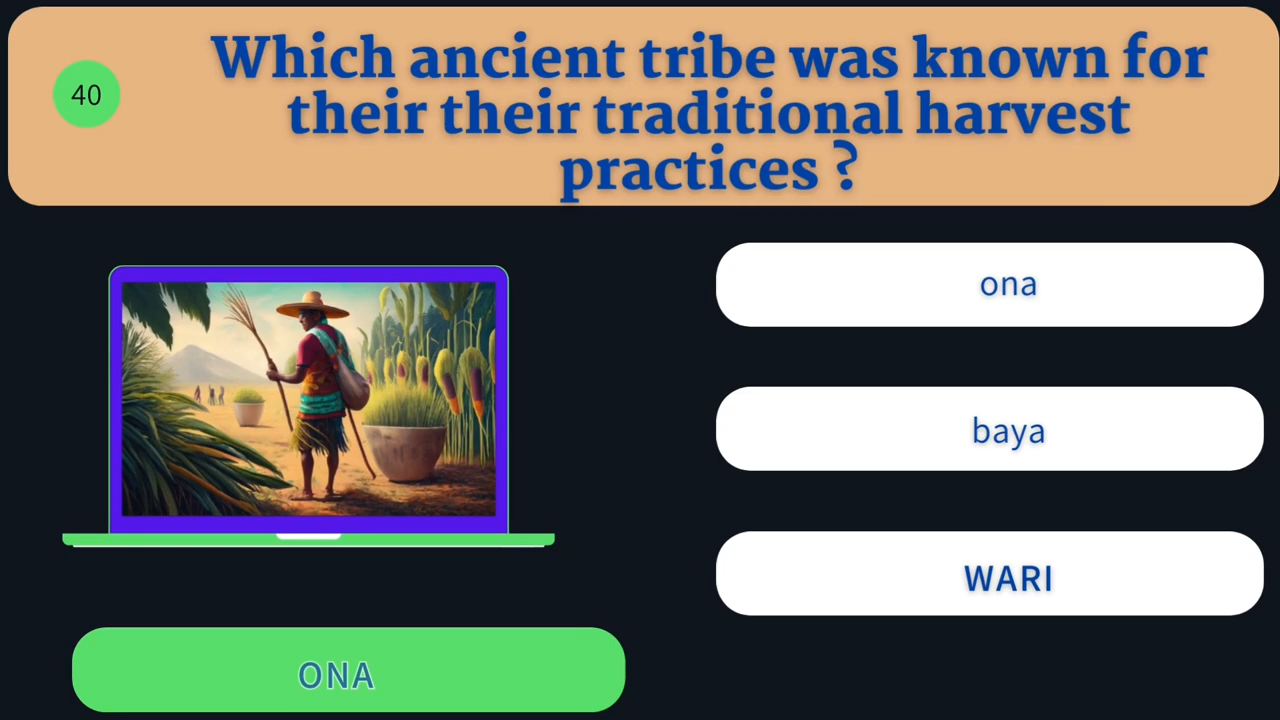 40
Which ancient tribe was known for
their their traditional harvest
practices ?
ona
baya
WARI
ONA